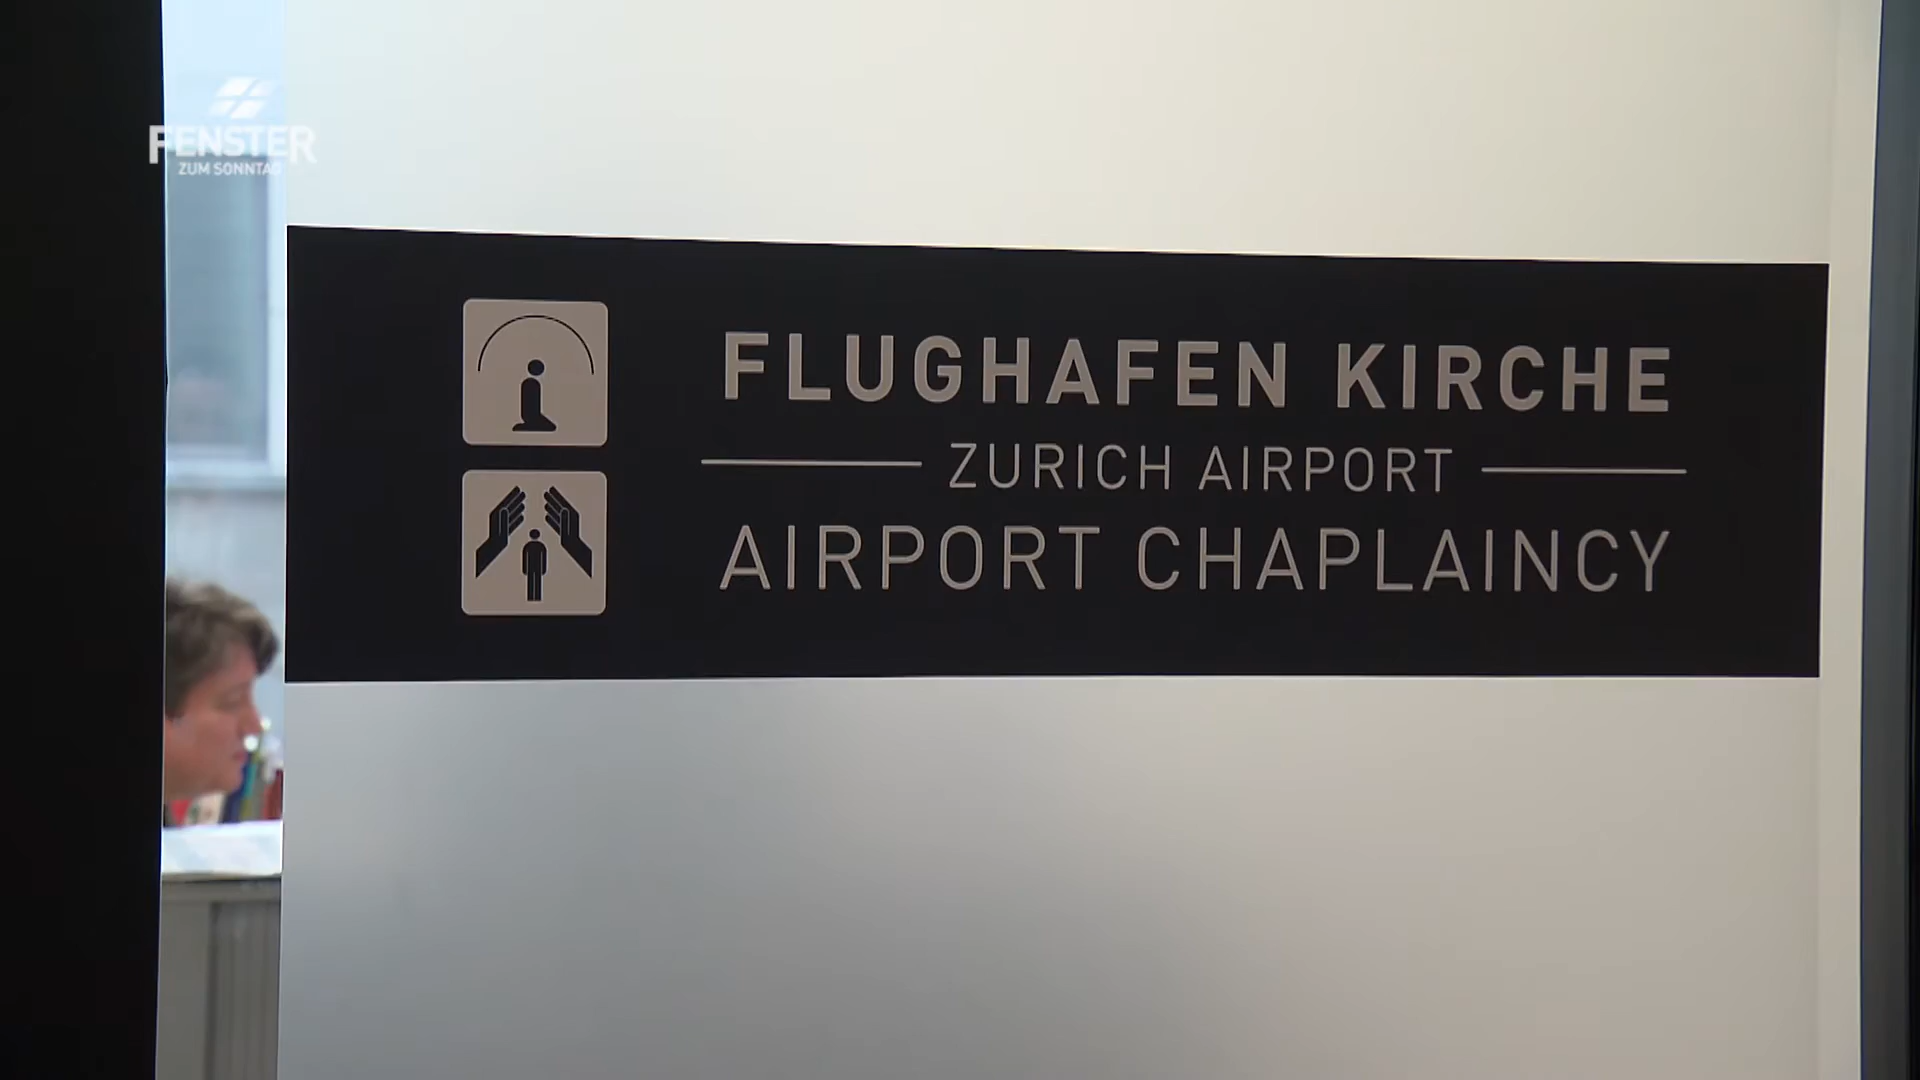 FENSTER
ZUM SONNTAG
FLUGHAFEN KIRCHE
ZURICH AIRPORT
AIRPORT CHAPLAINCY